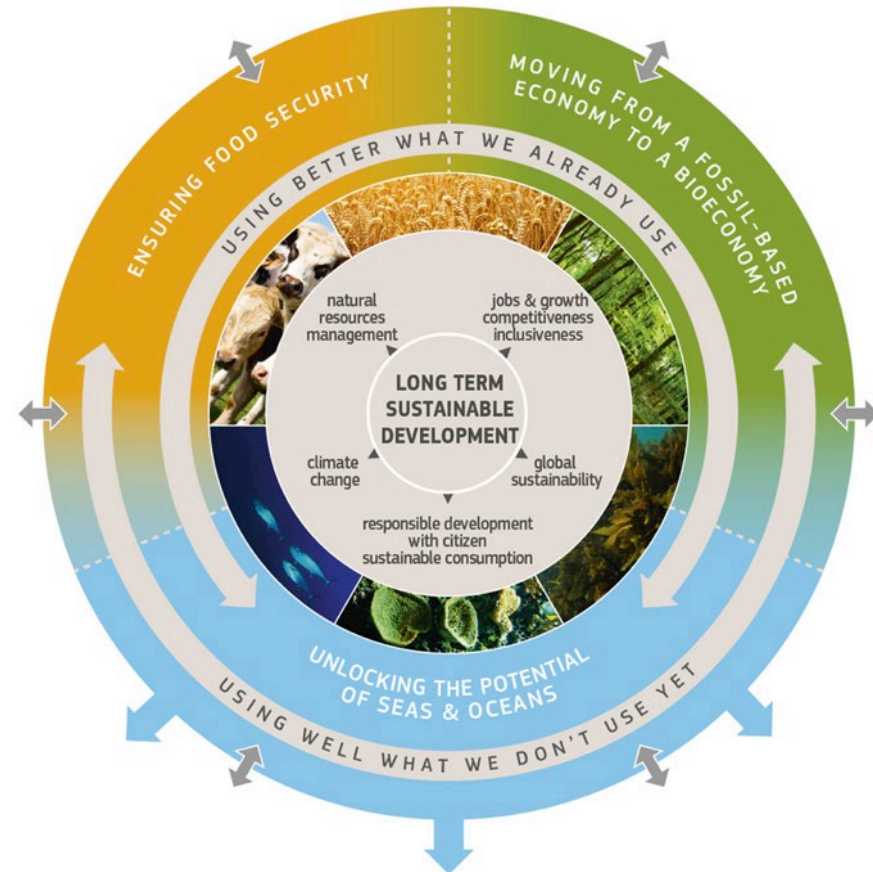 ENSURING FOOD SECURITY
MOVING FROM A FOSSIL-BASED
ECONOMY TO A BIOECONOMY
USING BETTER WHAT WE ALREADY USE
natural
resources
management
jobs & growth
competitiveness
inclusiveness
LONG TERM
SUSTAINABLE
DEVELOPMENT
climate
change
global
sustainability
responsible development
with citizen
sustainable consumption
UNLOCKING THE POTENTIAL
OF SEAS & OCEANS
USING WELL WHAT WE DON'T USE YET